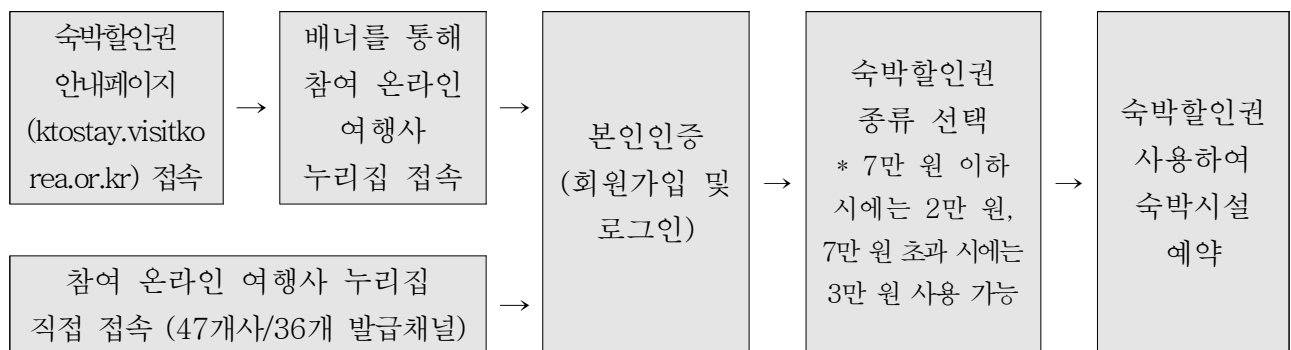 숙박할인권
안내페이지
(ktostay.visitko
rea.or.kr) 접속
→
배너를 통해
참여 온라인
여행사
누리집 접속
→
참여 온라인 여행사 누리집
직접 접속 (47개사/36개 발급채널)
→
본인인증
(회원가입 및
로그인)
→
숙박할인권
종류 선택
* 7만 원 이하
시에는 2만 원,
7만 원 초과 시에는
3만 원 사용 가능
→
숙박할인권
사용하여
숙박시설
예약